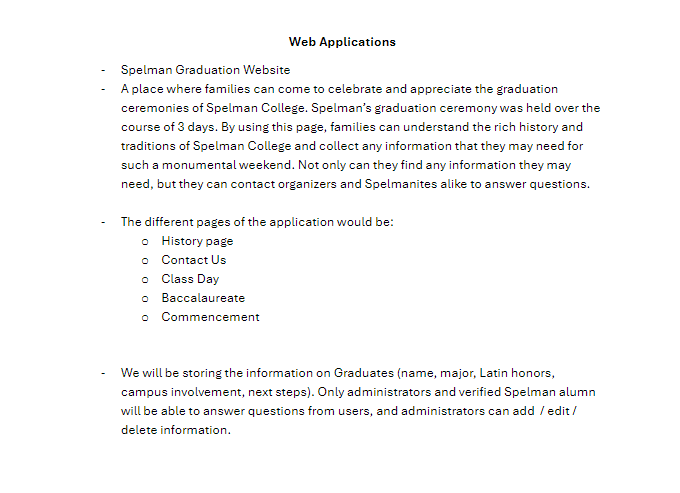 Web Applications
- Spelman Graduation Website
- A place where families can come to celebrate and appreciate the graduation
ceremonies of Spelman College. Spelman’s graduation ceremony was held over the
course of 3 days. By using this page, families can understand the rich history and
traditions of Spelman College and collect any information that they may need for
such a monumental weekend. Not only can they find any information they may
need, but they can contact organizers and Spelmanites alike to answer questions.
- The different pages of the application would be:
o History page
o Contact Us
o Class Day
o Baccalaureate
o Commencement
- We will be storing the information on Graduates (name, major, Latin honors,
campus involvement, next steps). Only administrators and verified Spelman alumn
will be able to answer questions from users, and administrators can add / edit /
delete information.